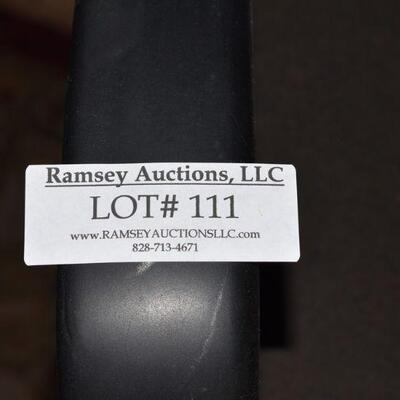 Ramsey Auctions, LLC
LOT# 111
www.RAMSEYAUCTIONSLLC.com
828-713-4671